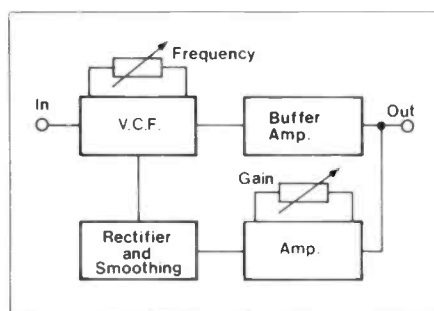 Frequency
In
V.C.F.
Buffer
Amp.
Out
Gain
Rectifier
and
Smoothing
Amp.